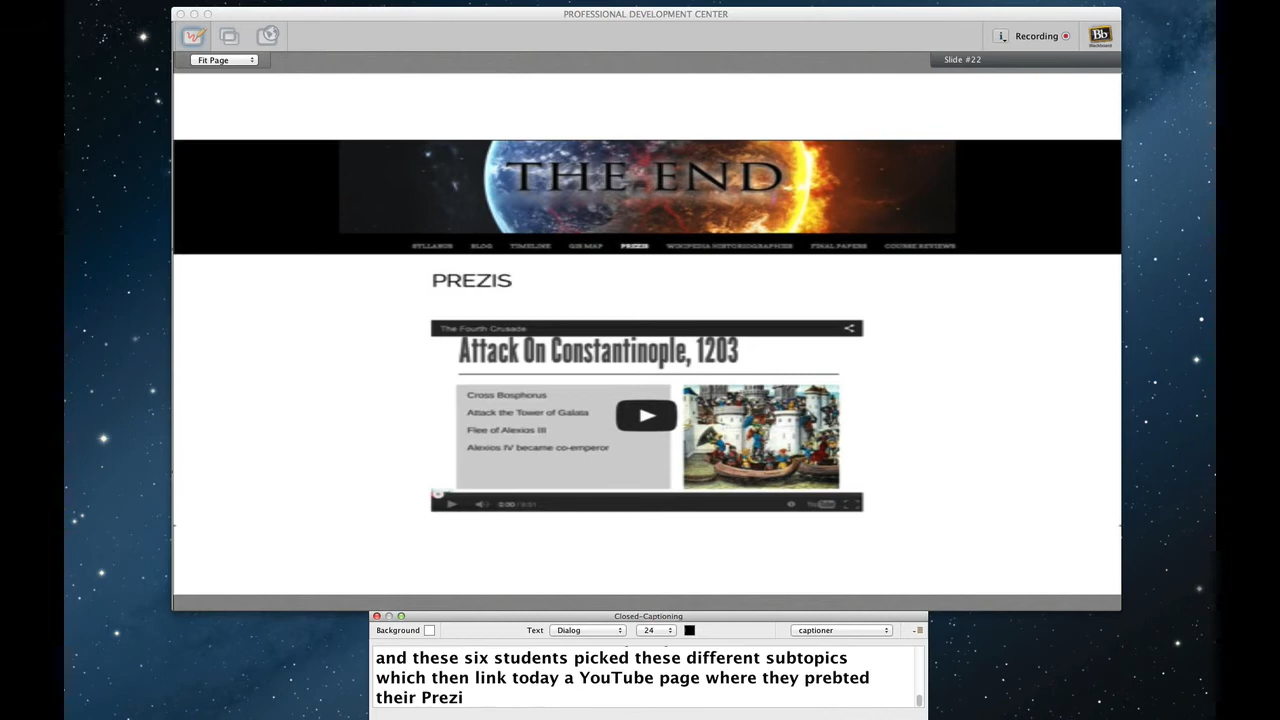 PROFESSIONAL DEVELOPMENT CENTER
Recording
Bb
Blackboard
Fit Page
Slide #22
THE END
SYLLABUS BLOG TIMELINE GIS MAP PREZIS WIKIPEDIA HISTORIOGRAPHIES FINAL PAPERS COURSE REVIEWS
PREZIS
The Fourth Crusade
Attack On Constantinople, 1203
Cross Bosphorus
Attack the Tower of Galata
Flee of Alexios III
Alexios IV became co-emperor
Closed-Captioning
Background Text Dialog 24 captioner
and these six students picked these different subtopics
which then link today a YouTube page where they prebted
their Prezi